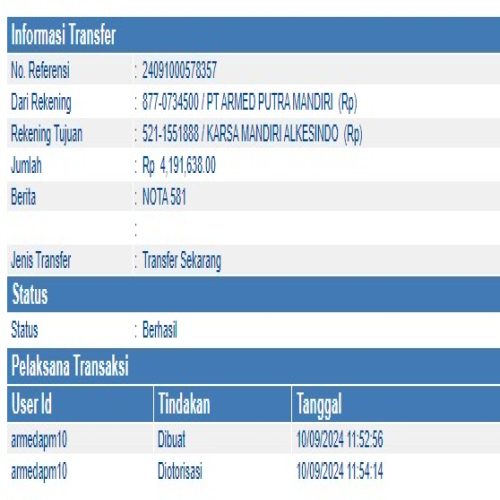 Informasi Transfer
No. Referensi : 24091000578357
Dari Rekening : 877-0734500 / PT ARMED PUTRA MANDIRI (Rp)
Rekening Tujuan : 521-1551888 / KARSA MANDIRI ALKESINDO (Rp)
Jumlah : Rp 4,191,638.00
Berita : NOTA 581
:
Jenis Transfer : Transfer Sekarang
Status
Status : Berhasil
Pelaksana Transaksi
User Id Tindakan Tanggal
armedapm10 Dibuat 10/09/2024 11:52:56
armedapm10 Diotorisasi 10/09/2024 11:54:14